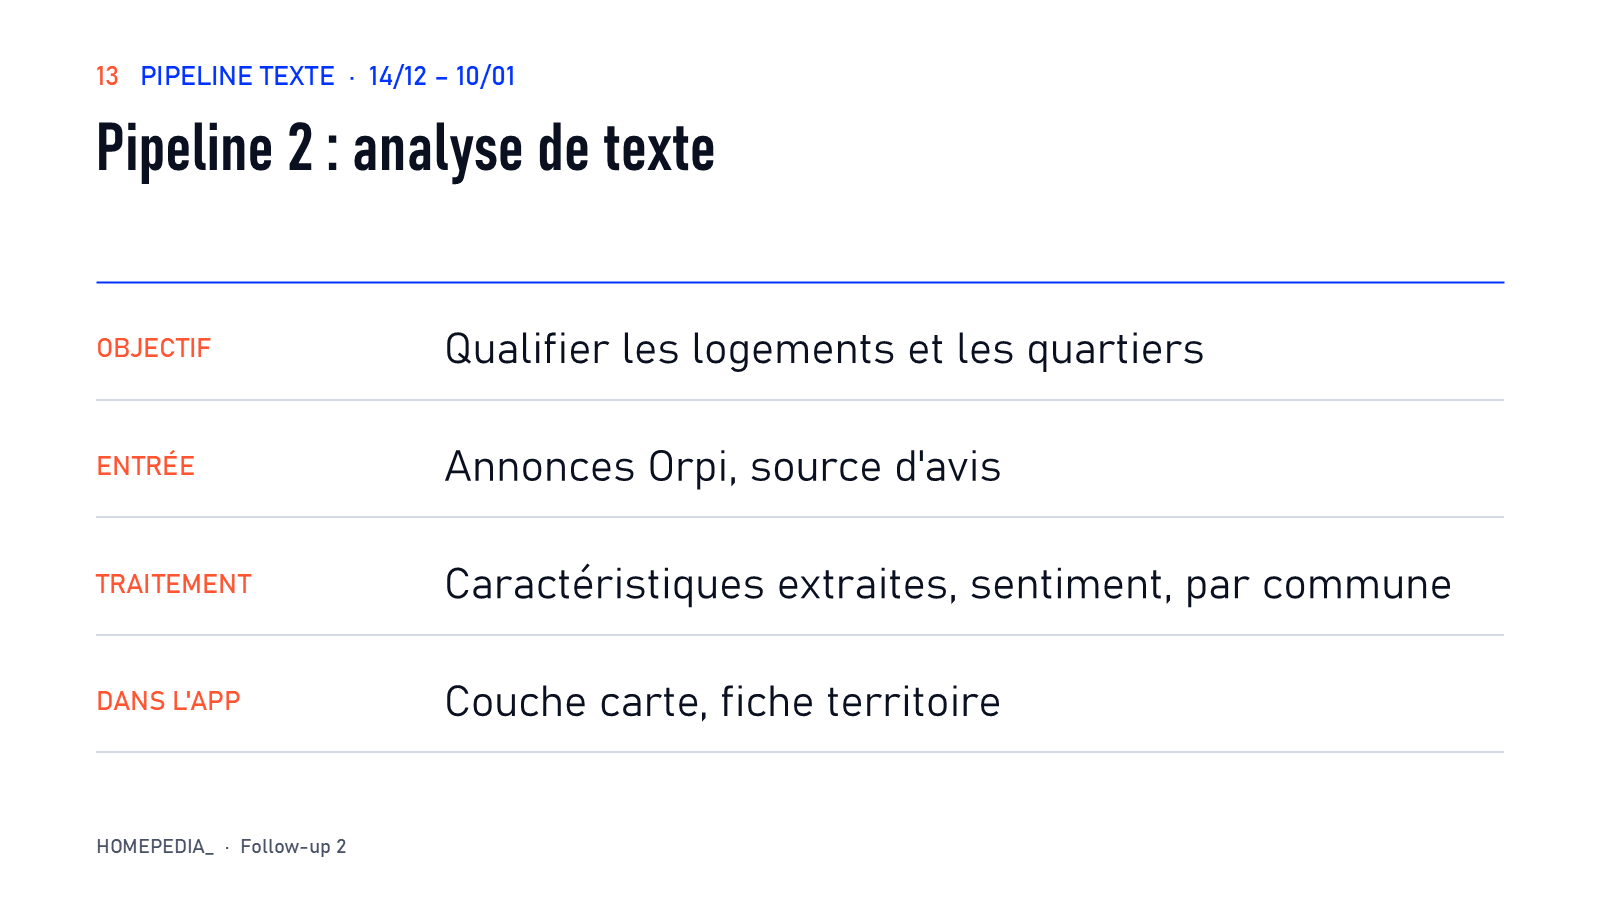 13 PIPELINE TEXTE · 14/12 – 10/01
Pipeline 2 : analyse de texte
OBJECTIF Qualifier les logements et les quartiers
ENTRÉE Annonces Orpi, source d'avis
TRAITEMENT Caractéristiques extraites, sentiment, par commune
DANS L'APP Couche carte, fiche territoire
HOMEPEDIA_ · Follow-up 2